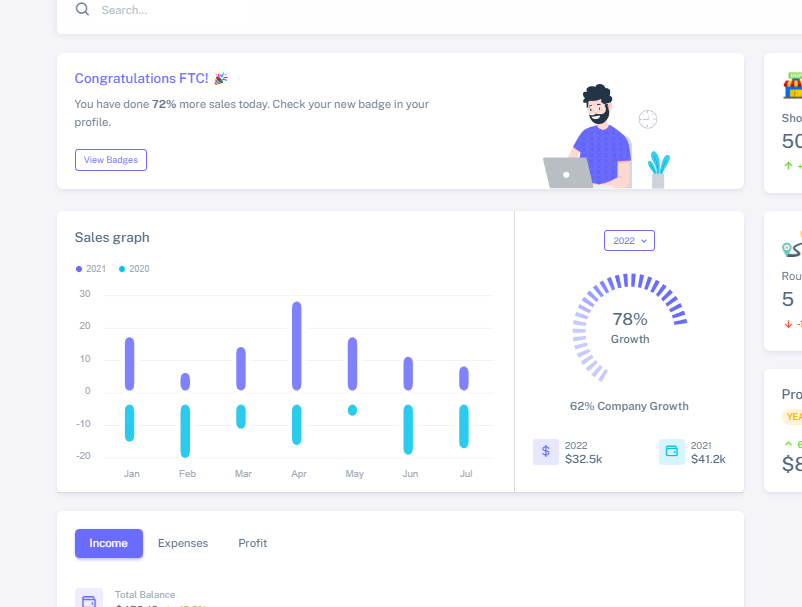 Search...
Congratulations FTC! 🎉
You have done 72% more sales today. Check your new badge in your
profile.
View Badges
Sho
50
Sales graph
2021
2020
30
20
10
0
-10
-20
Jan
Feb
Mar
Apr
May
Jun
Jul
2022
78%
Growth
62% Company Growth
$
2022
$32.5k
2021
$41.2k
Rou
5
Pro
YEA
6
$8
Income
Expenses
Profit
Total Balance